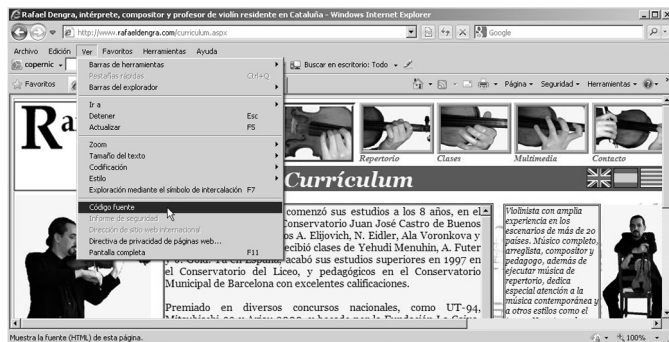 Rafael Dengra, intérprete, compositor y profesor de violín residente en Cataluña - Windows Internet Explorer
http://www.rafaeldengra.com/curriculum.aspx
Google
Archivo Edición Ver Favoritos Herramientas Ayuda
copernic
Buscar en escritorio: Todo
Favoritos
Página Seguridad Herramientas
Barras de herramientas
Pestañas rápidas Ctrl+Q
Barras del explorador
Ir a
Detener Esc
Actualizar F5
Zoom
Tamaño del texto
Codificación
Estilo
Exploración mediante el símbolo de intercalación F7
Código fuente
Informe de seguridad
Dirección de sitio web internacional
Directiva de privacidad de páginas web...
Pantalla completa F11
Ra
Repertorio Clases Multimedia Contacto
Currículum
comenzó sus estudios a los 8 años, en el
Conservatorio Juan José Castro de Buenos
os A. Elijovich, N. Eidler, Ala Voronkova y
ecibió clases de Yehudi Menuhin, A. Futer
acabó sus estudios superiores en 1997 en
el Conservatorio del Liceo, y pedagógicos en el Conservatorio
Municipal de Barcelona con excelentes calificaciones.
Premiado en diversos concursos nacionales, como UT-94,
Violinista con amplia
experiencia en los
escenarios de más de 20
países. Músico completo,
arreglista, compositor y
pedagogo, además de
ejecutar música de
repertorio, dedica
especial atención a la
música contemporánea y
a otros estilos como el
Muestra la fuente (HTML) de esta página.
100%